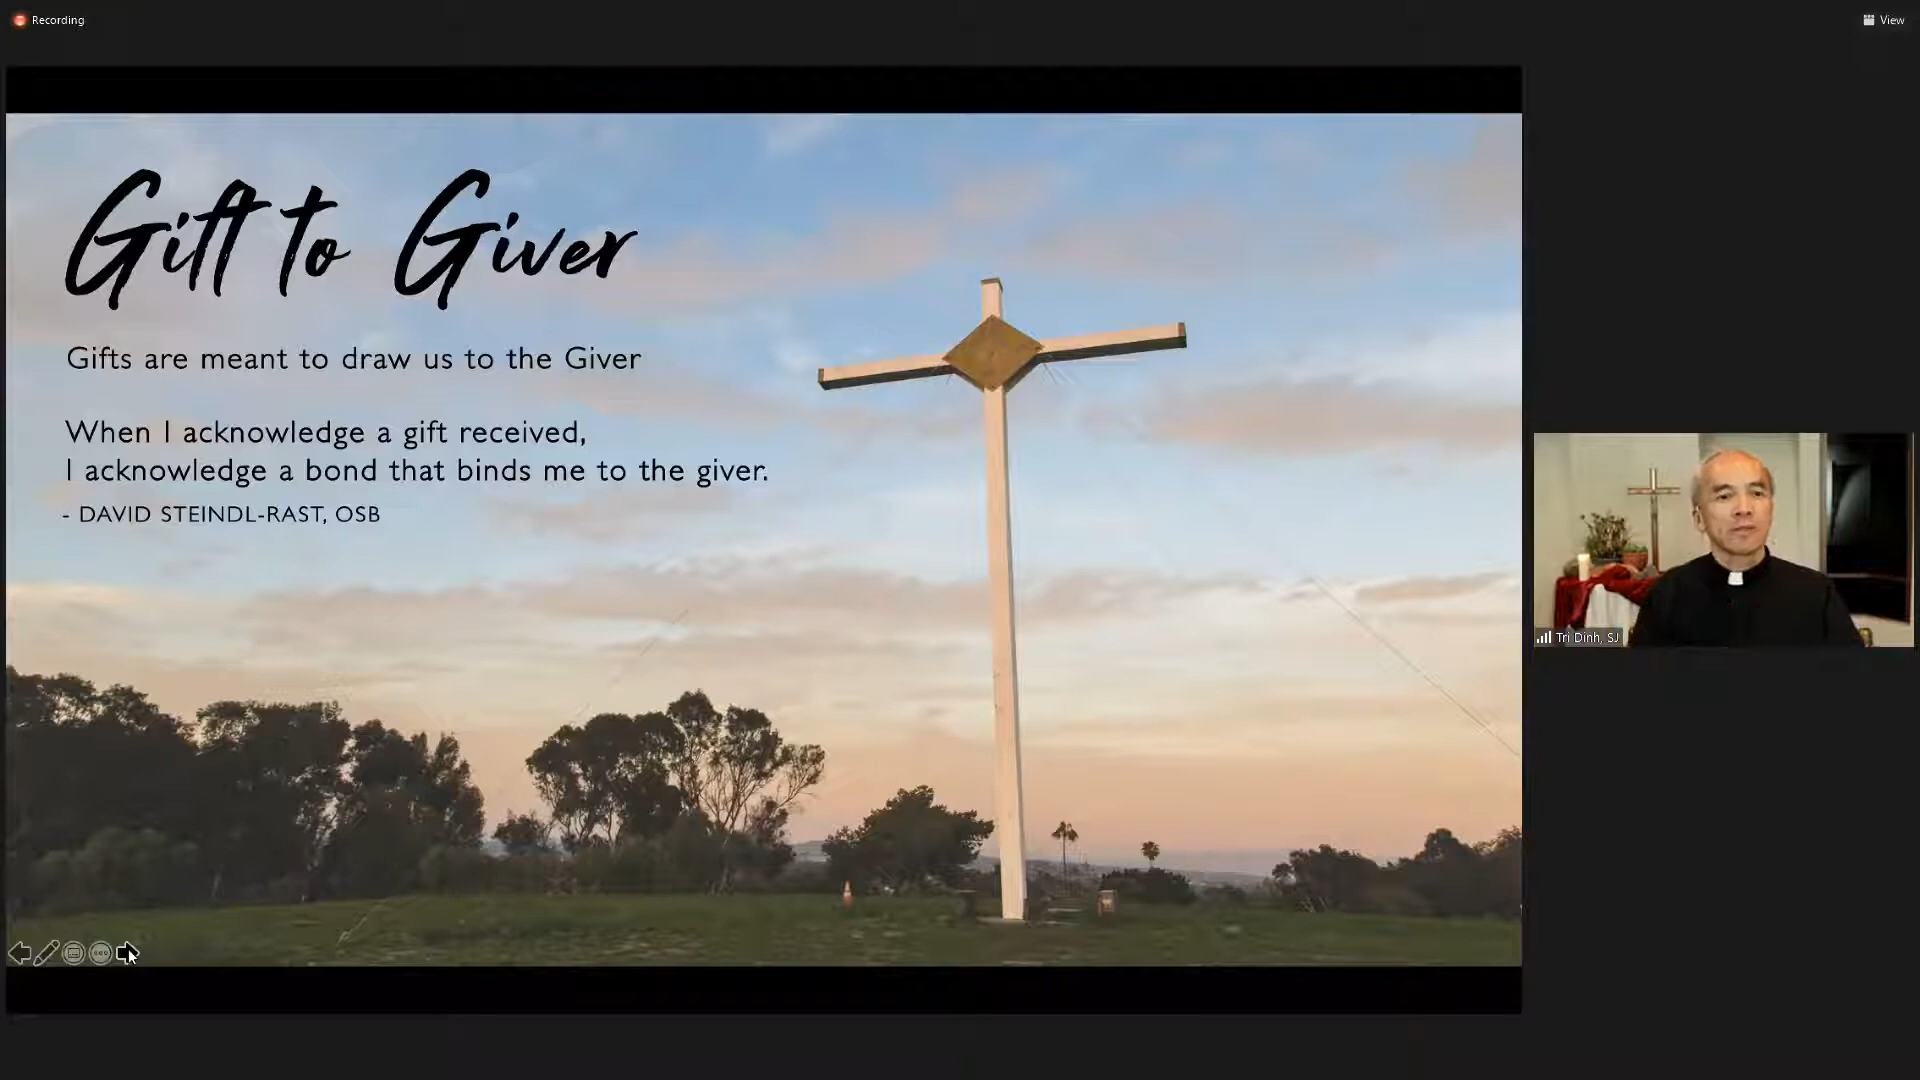 Recording
View
Gift to Giver
Gifts are meant to draw us to the Giver
When I acknowledge a gift received,
I acknowledge a bond that binds me to the giver.
- DAVID STEINDL-RAST, OSB
Tri Dinh, SJ